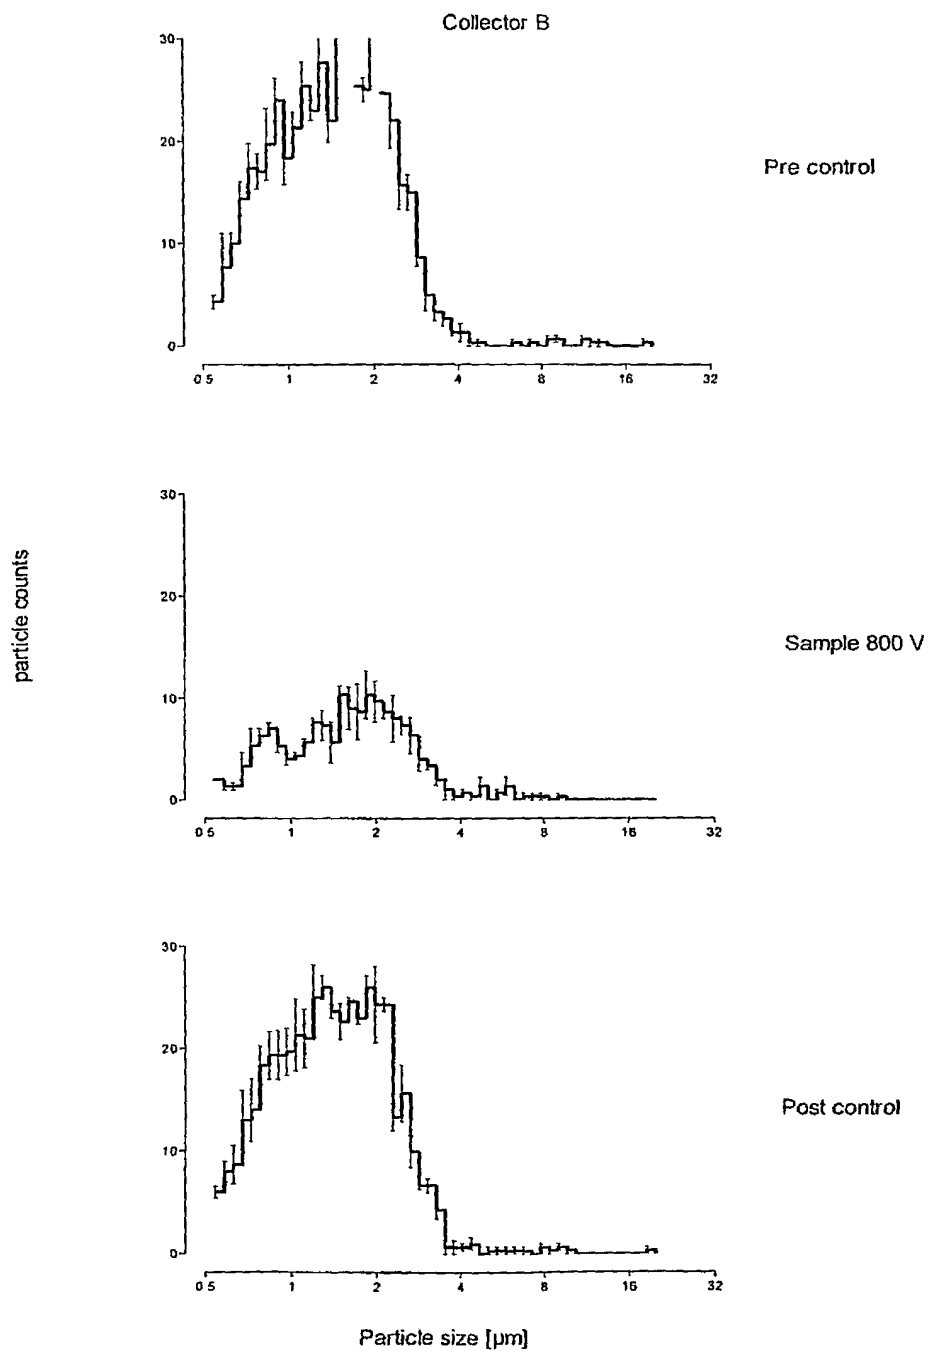 Collector B
30
20
10
0
Pre control
0.5 1 2 4 8 16 32
particle counts
30
20
10
0
Sample 800 V
0.5 1 2 4 8 16 32
30
20
10
0
Post control
0.5 1 2 4 8 16 32
Particle size [µm]